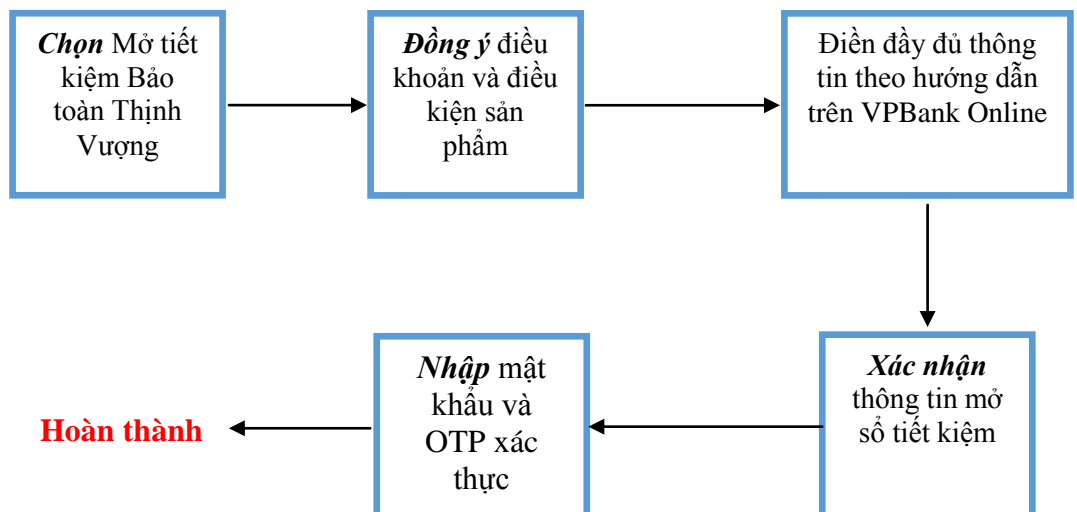 Chọn Mở tiết
kiệm Bảo
toàn Thịnh
Vượng
Đồng ý điều
khoản và điều
kiện sản
phẩm
Điền đầy đủ thông
tin theo hướng dẫn
trên VPBank Online
Xác nhận
thông tin mở
sổ tiết kiệm
Nhập mật
khẩu và
OTP xác
thực
Hoàn thành